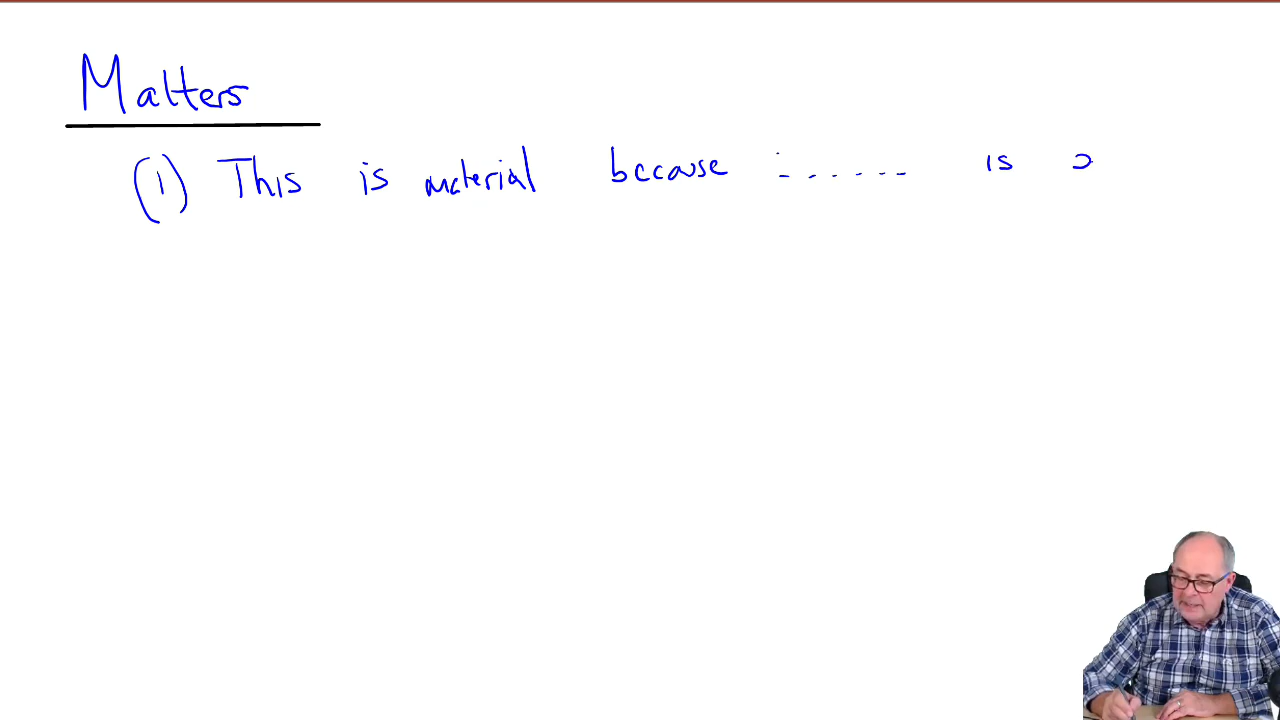 Matters
(1) This is material because ...... is